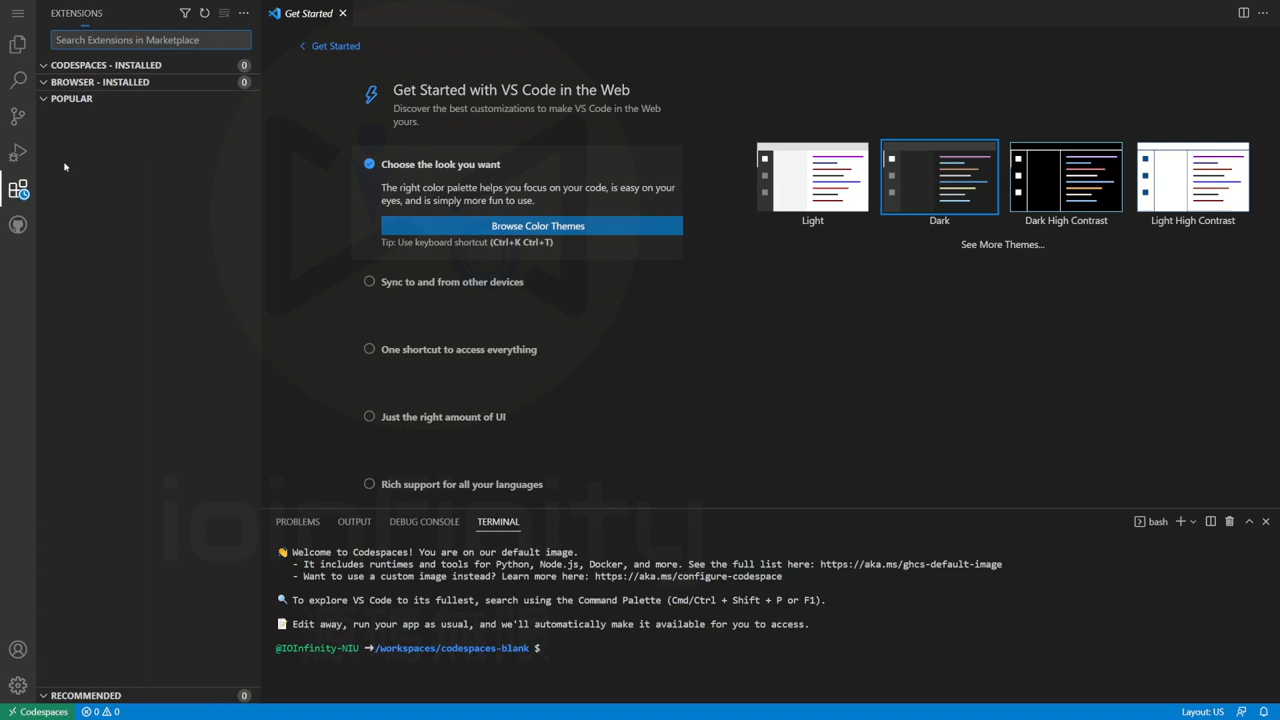 EXTENSIONS
Get Started
Search Extensions in Marketplace
CODESPACES - INSTALLED 0
BROWSER - INSTALLED 0
POPULAR
Get Started
Get Started with VS Code in the Web
Discover the best customizations to make VS Code in the Web
yours.
Choose the look you want
The right color palette helps you focus on your code, is easy on your
eyes, and is simply more fun to use.
Browse Color Themes
Tip: Use keyboard shortcut (Ctrl+K Ctrl+T)
Light
Dark
Dark High Contrast
Light High Contrast
See More Themes...
Sync to and from other devices
One shortcut to access everything
Just the right amount of UI
Rich support for all your languages
ioinfinity
PROBLEMS OUTPUT DEBUG CONSOLE TERMINAL
bash
👋 Welcome to Codespaces! You are on our default image.
- It includes runtimes and tools for Python, Node.js, Docker, and more. See the full list here: https://aka.ms/ghcs-default-image
- Want to use a custom image instead? Learn more here: https://aka.ms/configure-codespace
🔍 To explore VS Code to its fullest, search using the Command Palette (Cmd/Ctrl + Shift + P or F1).
📝 Edit away, run your app as usual, and we'll automatically make it available for you to access.
@IOInfinity-NIU ➜/workspaces/codespaces-blank $
RECOMMENDED 0
Codespaces 0 0
Layout: US